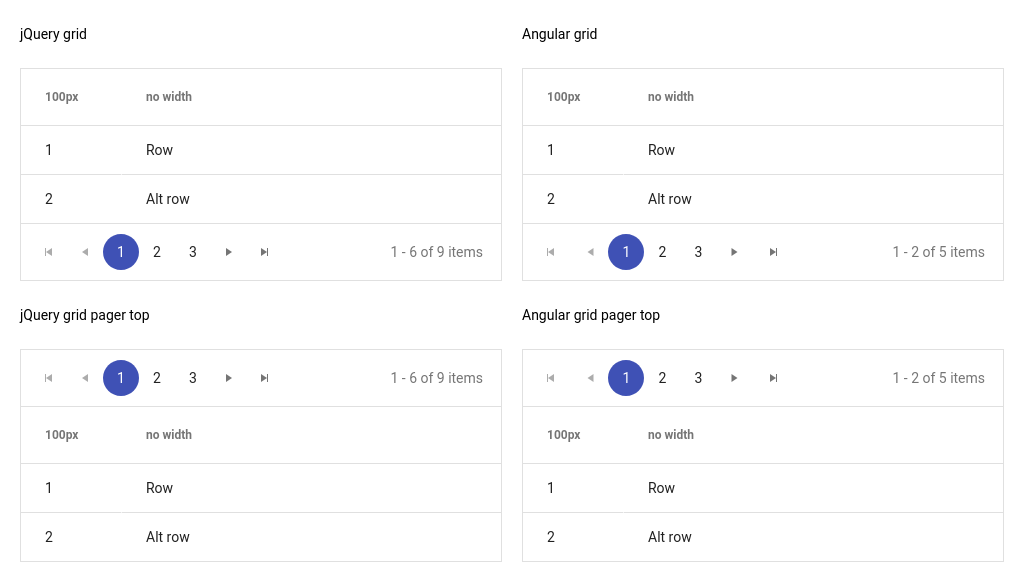 jQuery grid
100px no width
1 Row
2 Alt row
1 2 3 1 - 6 of 9 items
Angular grid
100px no width
1 Row
2 Alt row
1 2 3 1 - 2 of 5 items
jQuery grid pager top
1 2 3 1 - 6 of 9 items
100px no width
1 Row
2 Alt row
Angular grid pager top
1 2 3 1 - 2 of 5 items
100px no width
1 Row
2 Alt row